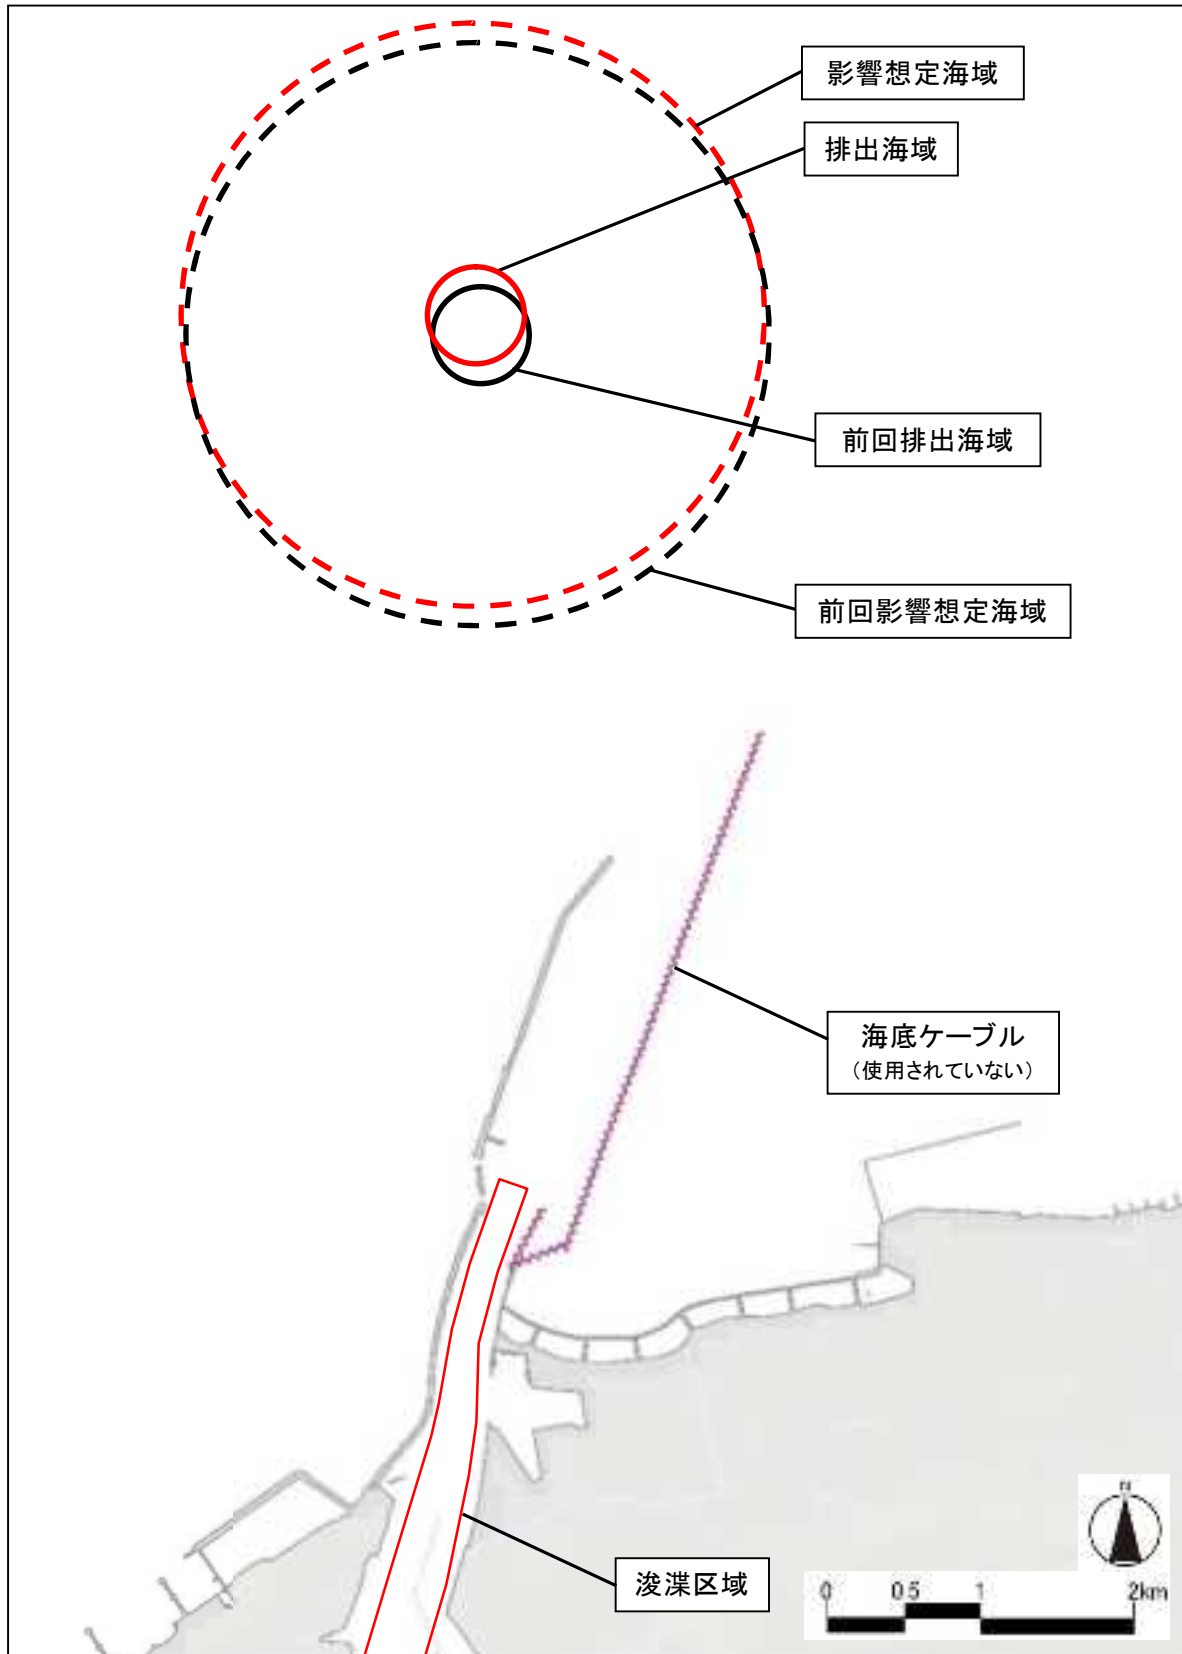 影響想定海域
排出海域
前回排出海域
前回影響想定海域
海底ケーブル
（使用されていない）
N
浚渫区域
0 0.5 1 2km